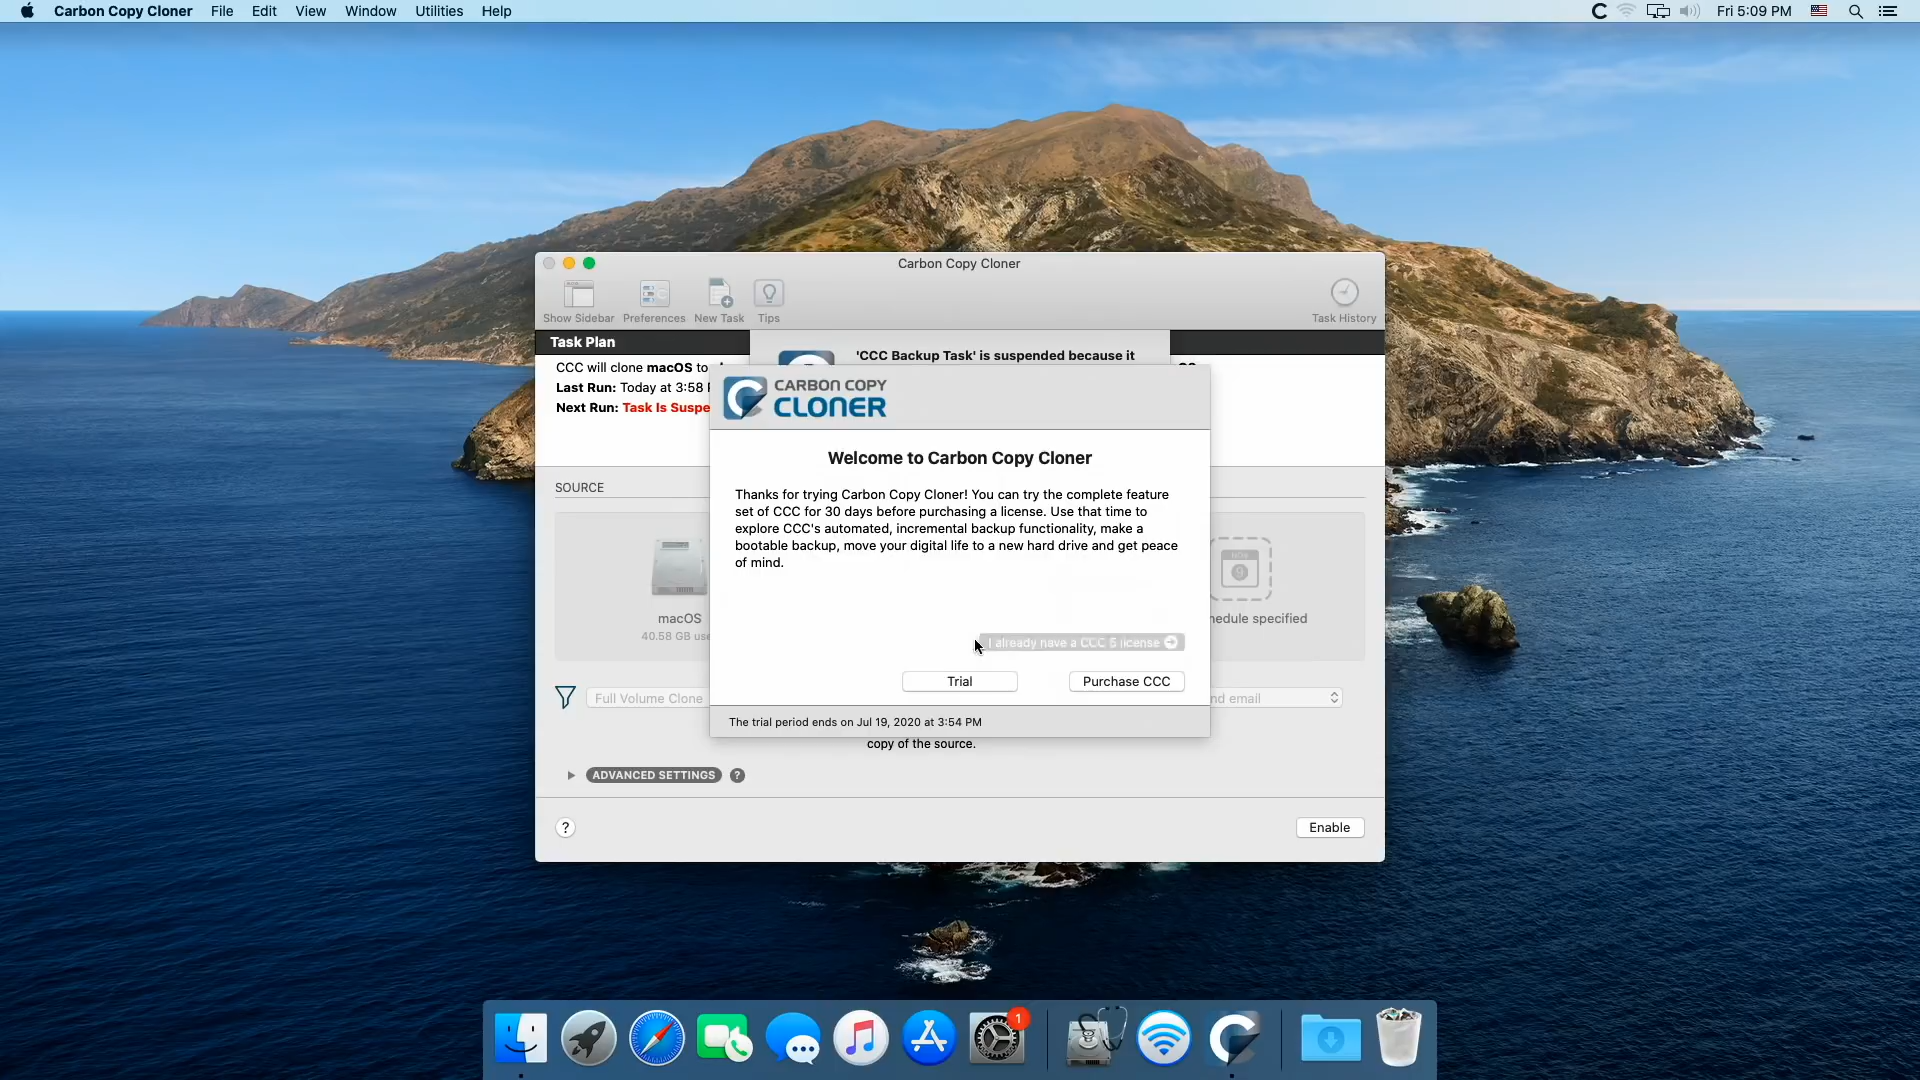 Carbon Copy Cloner File Edit View Window Utilities Help
Fri 5:09 PM
Carbon Copy Cloner
Show Sidebar Preferences New Task Tips
Task History
Task Plan
'CCC Backup Task' is suspended because it
CCC will clone macOS to
Last Run: Today at 3:58
Next Run: Task Is Suspe
CARBON COPY
CLONER
Welcome to Carbon Copy Cloner
Thanks for trying Carbon Copy Cloner! You can try the complete feature
set of CCC for 30 days before purchasing a license. Use that time to
explore CCC's automated, incremental backup functionality, make a
bootable backup, move your digital life to a new hard drive and get peace
of mind.
I already have a CCC 5 license
Trial
Purchase CCC
The trial period ends on Jul 19, 2020 at 3:54 PM
SOURCE
macOS
40.58 GB use
hedule specified
Full Volume Clone
nd email
copy of the source.
ADVANCED SETTINGS ?
?
Enable
1